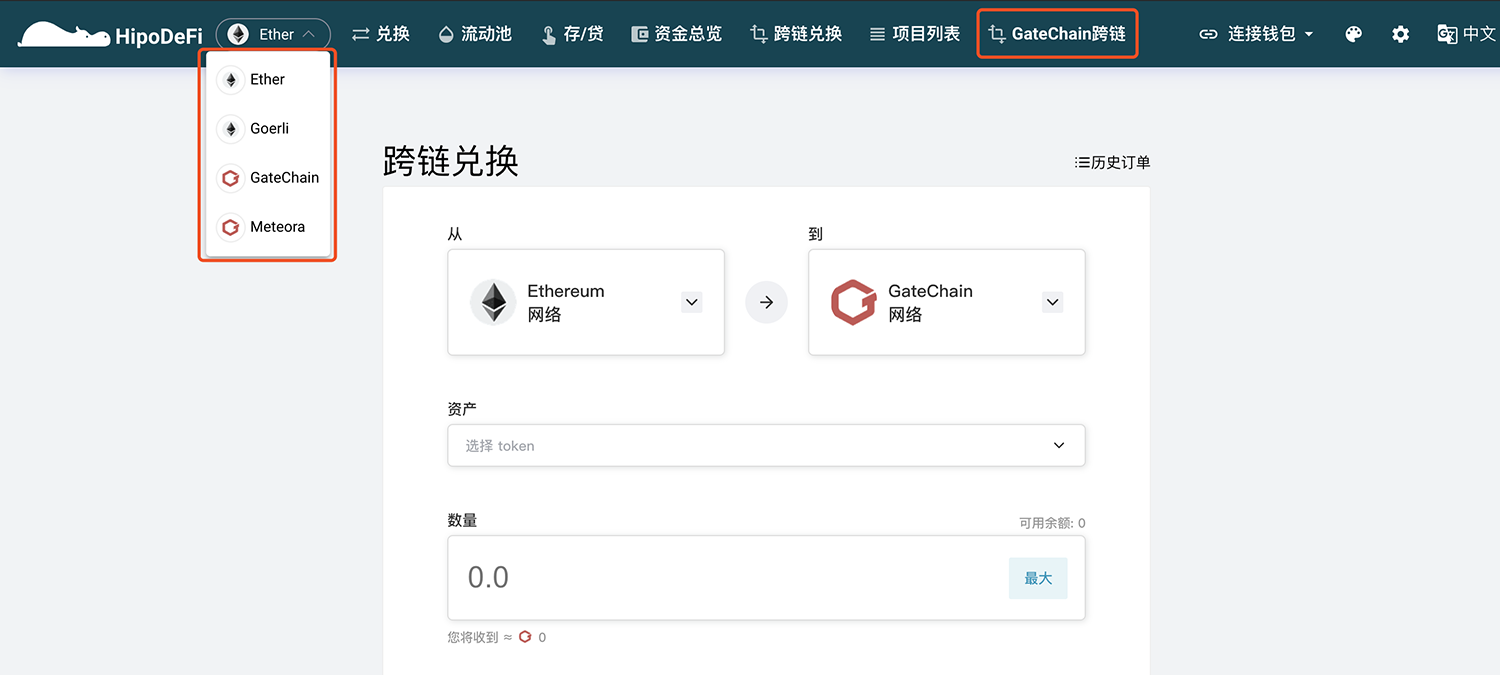 HipoDeFi Ether 兑换 流动池 存/贷 资金总览 跨链兑换 项目列表 GateChain跨链 连接钱包 中文
Ether
Goerli
GateChain
Meteora
跨链兑换 历史订单
从 到
Ethereum
网络
GateChain
网络
资产
选择 token
数量 可用余额: 0
0.0 最大
您将收到 ≈ 0